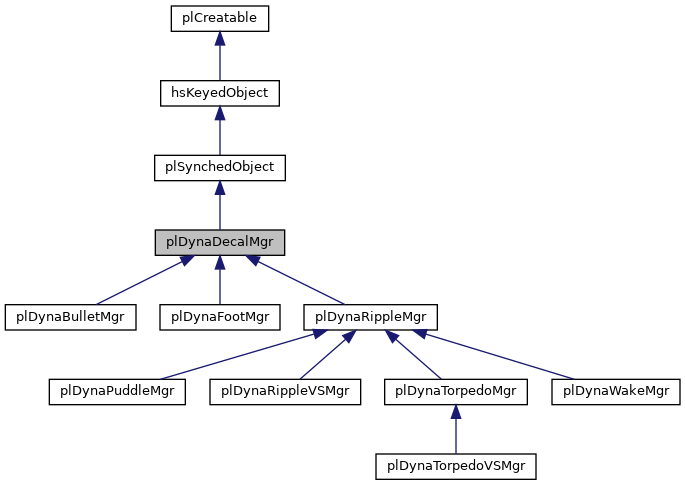 plCreatable
hsKeyedObject
plSynchedObject
plDynaDecalMgr
plDynaBulletMgr
plDynaFootMgr
plDynaRippleMgr
plDynaPuddleMgr
plDynaRippleVSMgr
plDynaTorpedoMgr
plDynaWakeMgr
plDynaTorpedoVSMgr